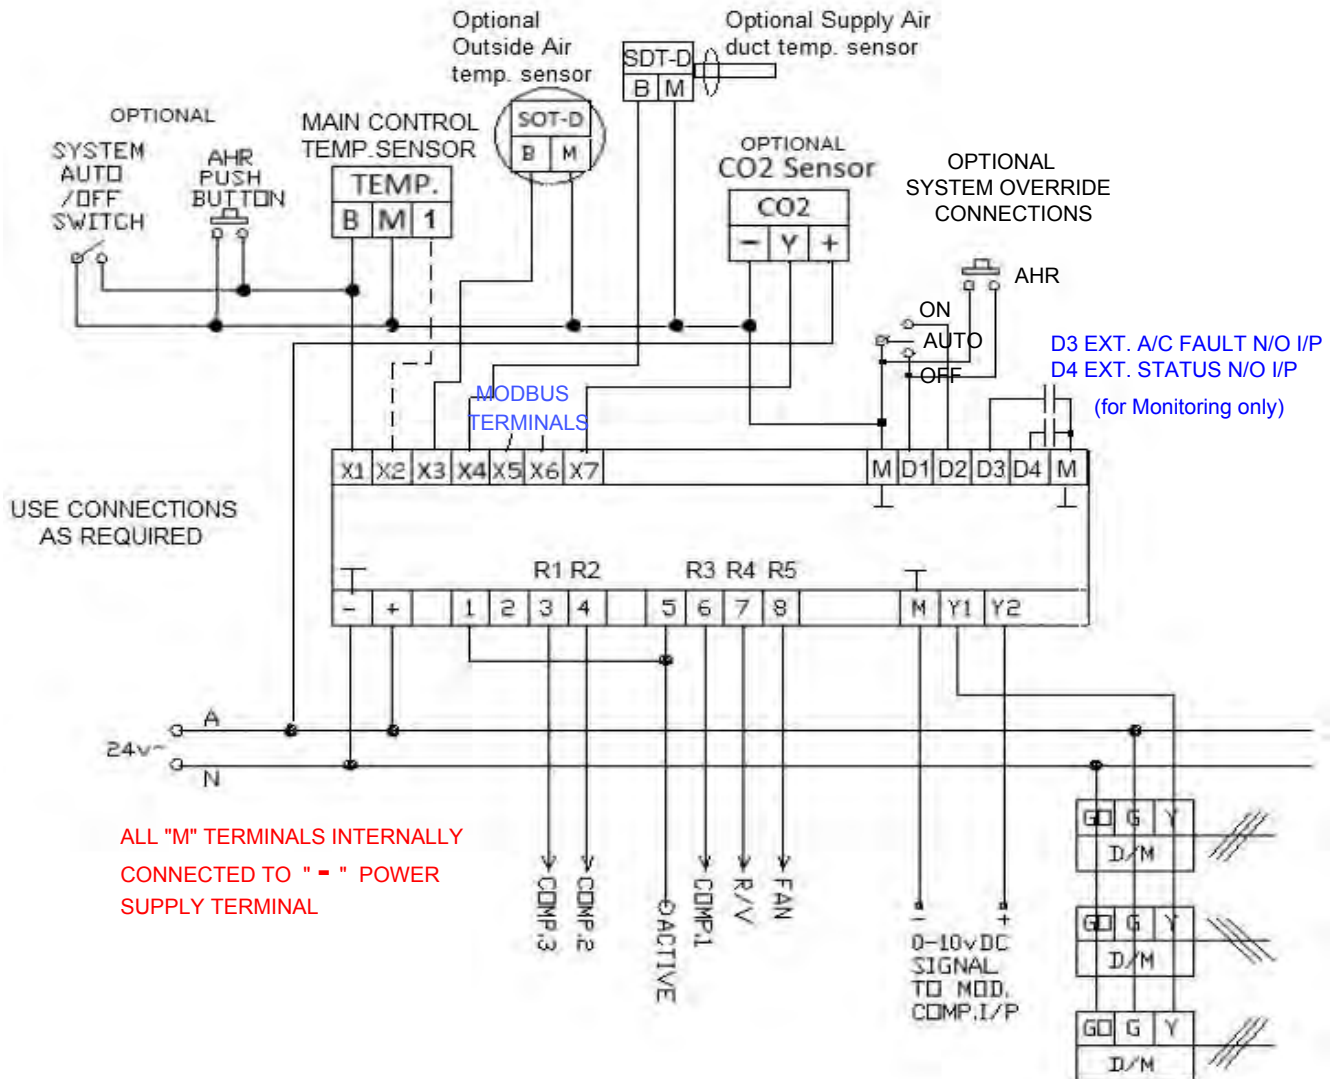 Optional
Outside Air
temp. sensor
Optional Supply Air
duct temp. sensor
SDT-D
B M
OPTIONAL
SYSTEM
AUTO
/OFF
SWITCH
AHR
PUSH
BUTTON
MAIN CONTROL
TEMP.SENSOR
TEMP.
B M 1
SOT-D
B M
OPTIONAL
CO2 Sensor
CO2
- Y +
OPTIONAL
SYSTEM OVERRIDE
CONNECTIONS
AHR
ON
AUTO
OFF
D3 EXT. A/C FAULT N/O I/P
D4 EXT. STATUS N/O I/P
(for Monitoring only)
MODBUS
TERMINALS
X1 X2 X3 X4 X5 X6 X7
M D1 D2 D3 D4 M
USE CONNECTIONS
AS REQUIRED
R1 R2 R3 R4 R5
- + 1 2 3 4 5 6 7 8 M Y1 Y2
A
24v~
N
ALL "M" TERMINALS INTERNALLY
CONNECTED TO " - " POWER
SUPPLY TERMINAL
COMP.3
COMP.2
ACTIVE
COMP.1
R/V
FAN
- +
0-10vDC
SIGNAL
TO MOD.
COMP.I/P
GO G Y
D/M
GO G Y
D/M
GO G Y
D/M